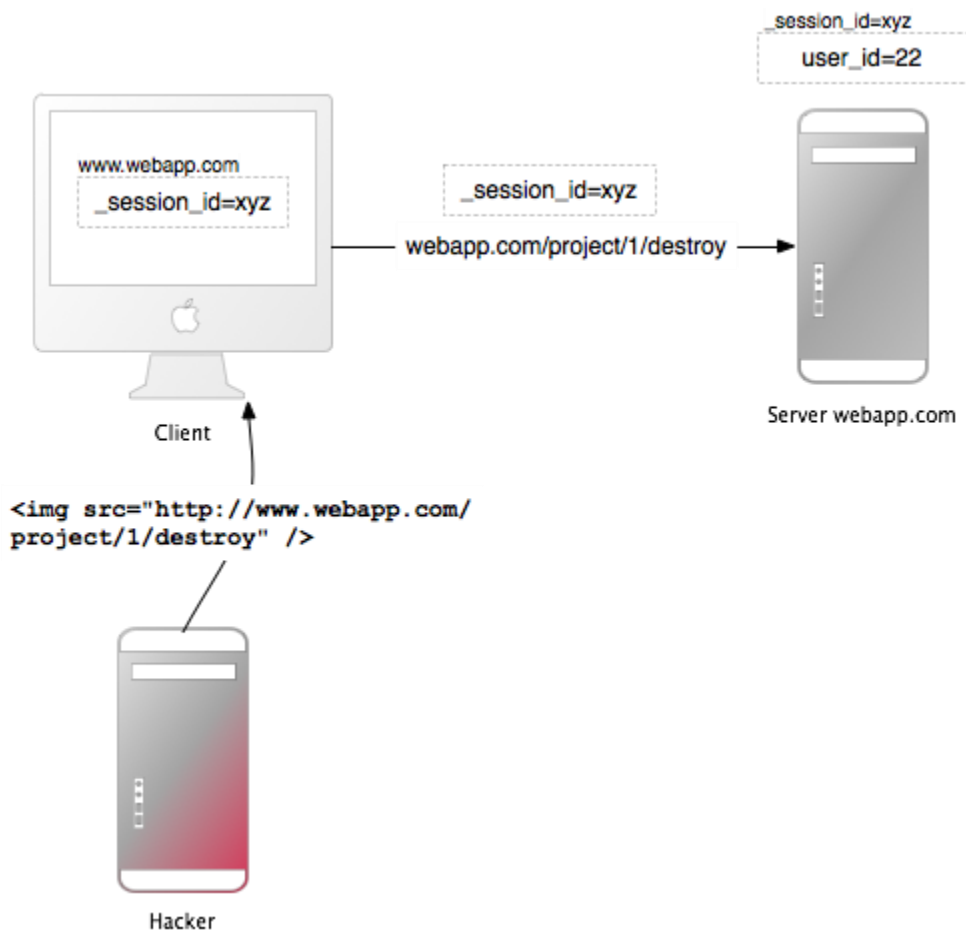 _session_id=xyz
user_id=22
www.webapp.com
_session_id=xyz
_session_id=xyz
webapp.com/project/1/destroy
Server webapp.com
Client
<img src="http://www.webapp.com/
project/1/destroy" />
Hacker